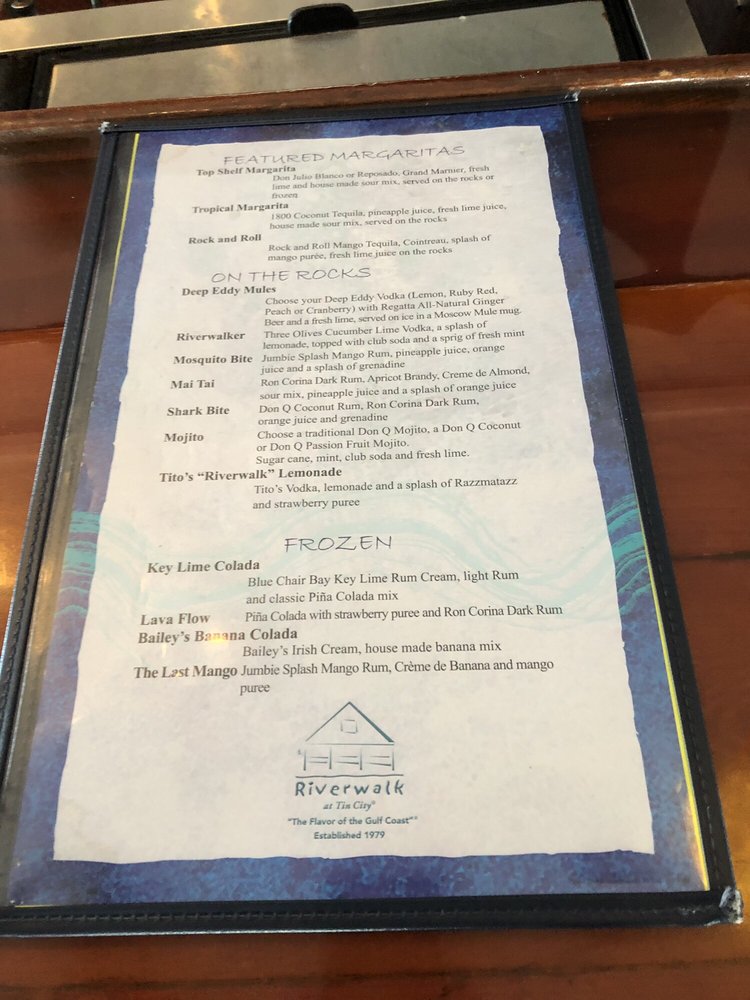 FEATURED MARGARITAS
Top Shelf Margarita
Don Julio Blanco or Reposado, Grand Marnier, fresh
lime and house made sour mix, served on the rocks or
frozen
Tropical Margarita
1800 Coconut Tequila, pineapple juice, fresh lime juice,
house made sour mix, served on the rocks
Rock and Roll
Rock and Roll Mango Tequila, Cointreau, splash of
mango purée, fresh lime juice on the rocks
ON THE ROCKS
Deep Eddy Mules
Choose your Deep Eddy Vodka (Lemon, Ruby Red,
Peach or Cranberry) with Regatta All-Natural Ginger
Beer and a fresh lime, served on ice in a Moscow Mule mug.
Riverwalker Three Olives Cucumber Lime Vodka, a splash of
lemonade, topped with club soda and a sprig of fresh mint
Mosquito Bite Jumbie Splash Mango Rum, pineapple juice, orange
juice and a splash of grenadine
Mai Tai Ron Corina Dark Rum, Apricot Brandy, Creme de Almond,
sour mix, pineapple juice and a splash of orange juice
Shark Bite Don Q Coconut Rum, Ron Corina Dark Rum,
orange juice and grenadine
Mojito Choose a traditional Don Q Mojito, a Don Q Coconut
or Don Q Passion Fruit Mojito.
Sugar cane, mint, club soda and fresh lime.
Tito's "Riverwalk" Lemonade
Tito's Vodka, lemonade and a splash of Razzmatazz
and strawberry puree
FROZEN
Key Lime Colada
Blue Chair Bay Key Lime Rum Cream, light Rum
and classic Piña Colada mix
Lava Flow Piña Colada with strawberry puree and Ron Corina Dark Rum
Bailey's Banana Colada
Bailey's Irish Cream, house made banana mix
The Last Mango Jumbie Splash Mango Rum, Crème de Banana and mango
puree
Riverwalk
at Tin City®
"The Flavor of the Gulf Coast"®
Established 1979